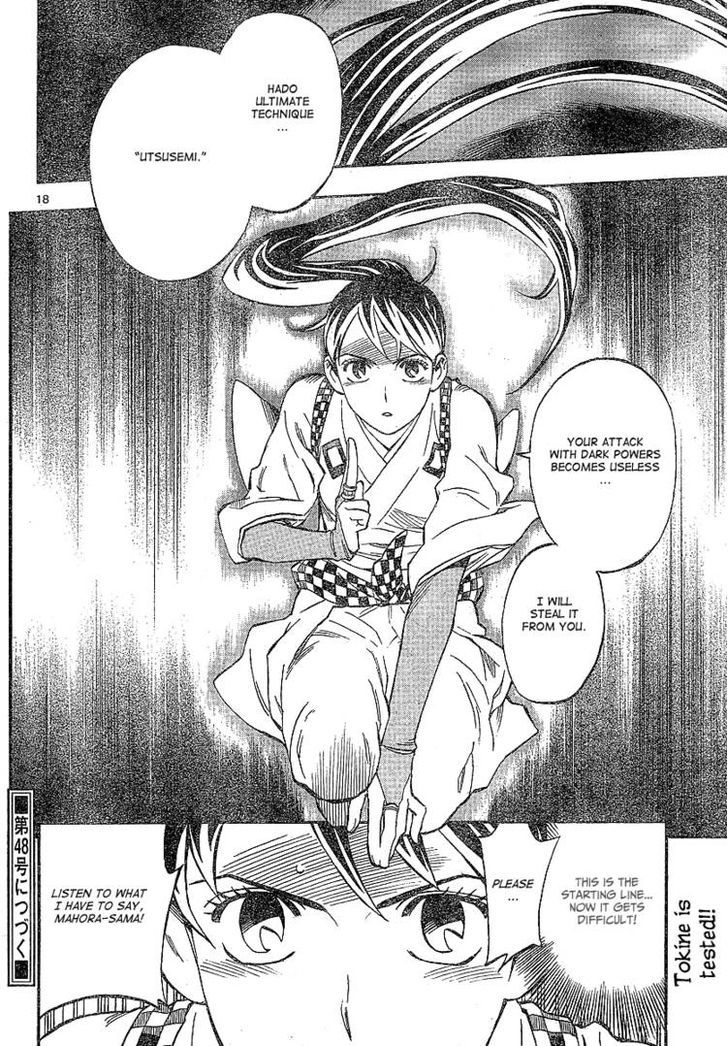 HADO
ULTIMATE
TECHNIQUE
...
"UTSUSEMI."
18
YOUR ATTACK
WITH DARK POWERS
BECOMES USELESS
...
I WILL
STEAL IT
FROM YOU.
PLEASE
...
THIS IS THE
STARTING LINE...
NOW IT GETS
DIFFICULT!
LISTEN TO WHAT
I HAVE TO SAY,
MAHORA-SAMA!
Tokine is
tested!!
■第48号につづく■